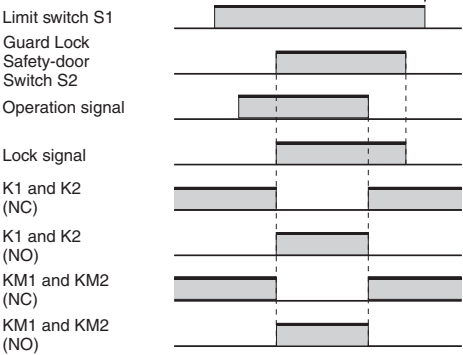 Limit switch S1
Guard Lock
Safety-door
Switch S2
Operation signal
Lock signal
K1 and K2
(NC)
K1 and K2
(NO)
KM1 and KM2
(NC)
KM1 and KM2
(NO)